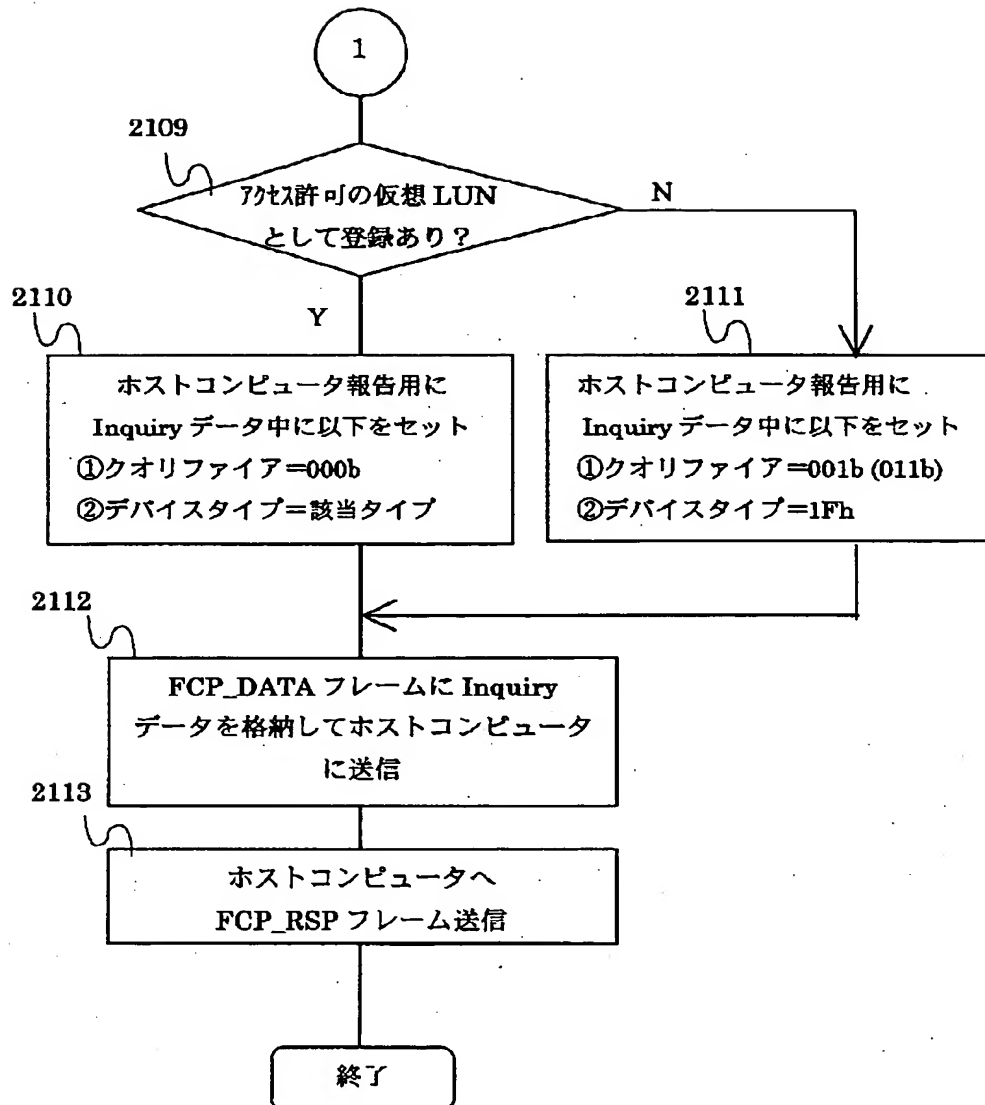 1
2109
ｱｸｾｽ許可の仮想 LUN
として登録あり？
N
Y
2110
ホストコンピュータ報告用に
Inquiry データ中に以下をセット
①クオリファイア＝000b
②デバイスタイプ＝該当タイプ
2111
ホストコンピュータ報告用に
Inquiry データ中に以下をセット
①クオリファイア＝001b (011b)
②デバイスタイプ＝1Fh
2112
FCP_DATA フレームに Inquiry
データを格納してホストコンピュータ
に送信
2113
ホストコンピュータへ
FCP_RSP フレーム送信
終了